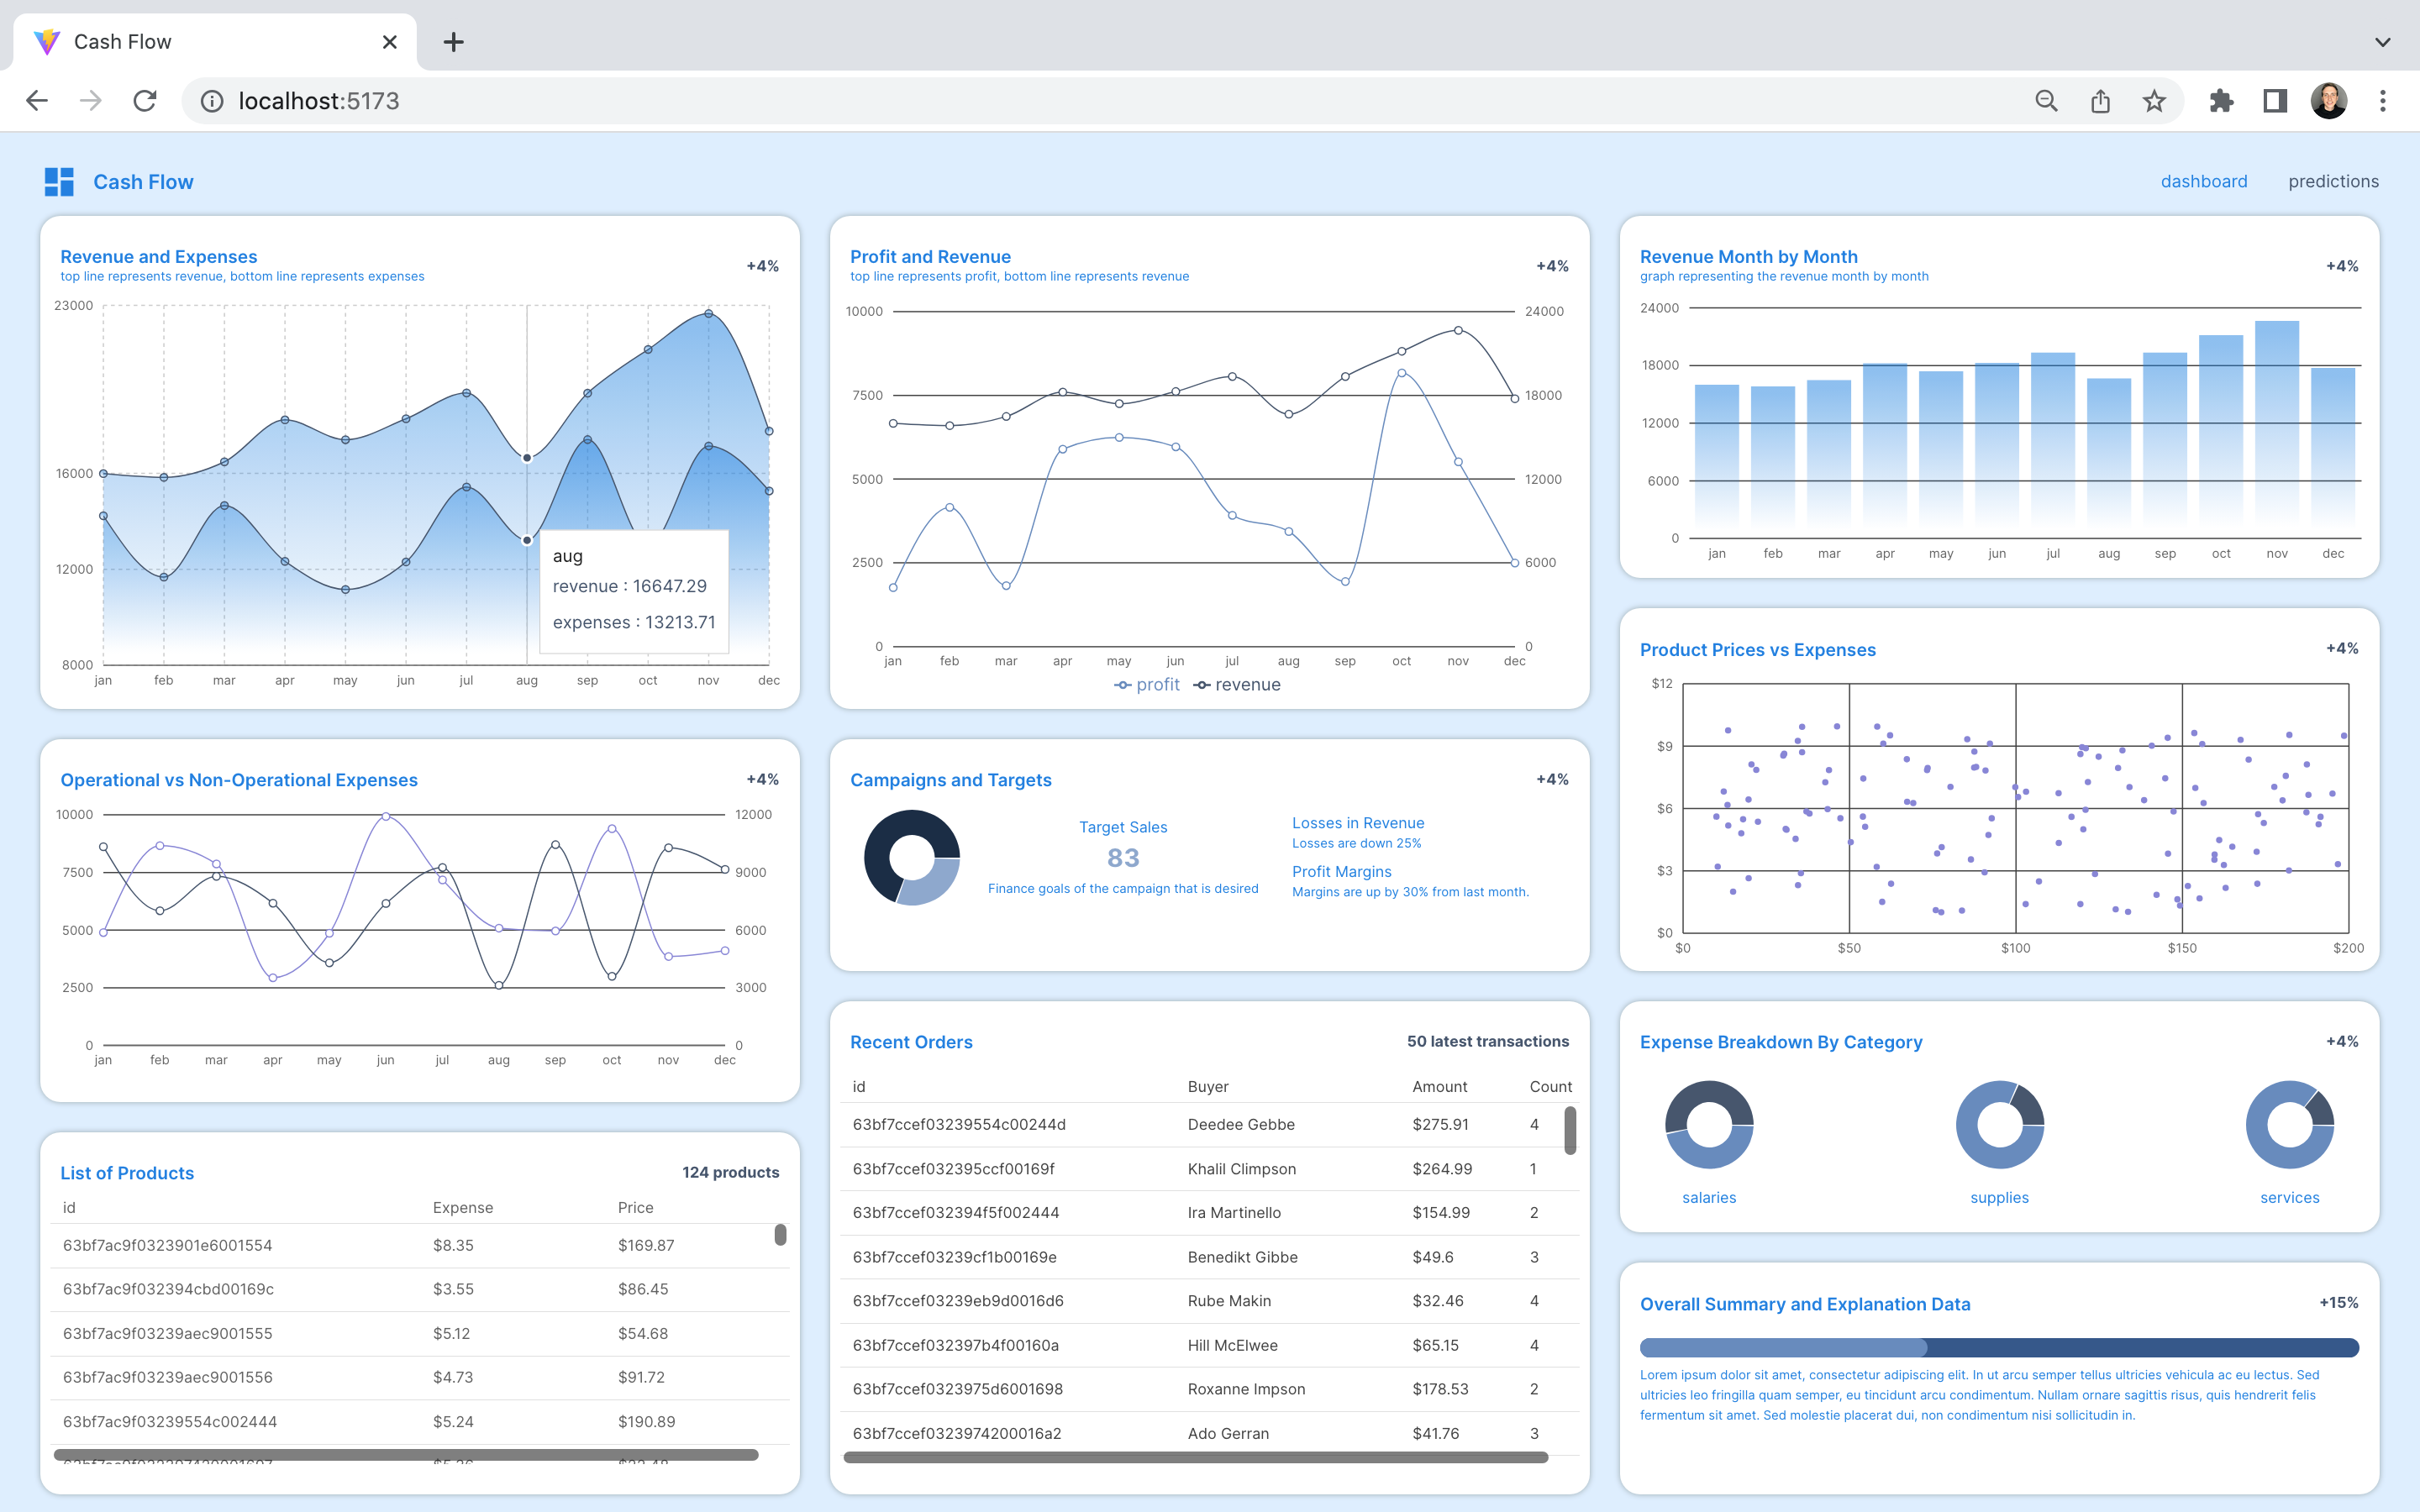 Cash Flow
localhost:5173
Cash Flow
dashboard predictions
Revenue and Expenses
top line represents revenue, bottom line represents expenses
+4%
23000
16000
12000
8000
jan feb mar apr may jun jul aug sep oct nov dec
aug
revenue : 16647.29
expenses : 13213.71
Operational vs Non-Operational Expenses
+4%
10000 12000
7500 9000
5000 6000
2500 3000
0 0
jan feb mar apr may jun jul aug sep oct nov dec
List of Products
124 products
id Expense Price
63bf7ac9f0323901e6001554 $8.35 $169.87
63bf7ac9f032394cbd00169c $3.55 $86.45
63bf7ac9f03239aec9001555 $5.12 $54.68
63bf7ac9f03239aec9001556 $4.73 $91.72
63bf7ac9f03239554c002444 $5.24 $190.89
Profit and Revenue
top line represents profit, bottom line represents revenue
+4%
10000 24000
7500 18000
5000 12000
2500 6000
0 0
jan feb mar apr may jun jul aug sep oct nov dec
profit revenue
Campaigns and Targets
+4%
Target Sales
83
Finance goals of the campaign that is desired
Losses in Revenue
Losses are down 25%
Profit Margins
Margins are up by 30% from last month.
Recent Orders
50 latest transactions
id Buyer Amount Count
63bf7ccef03239554c00244d Deedee Gebbe $275.91 4
63bf7ccef032395ccf00169f Khalil Climpson $264.99 1
63bf7ccef032394f5f002444 Ira Martinello $154.99 2
63bf7ccef03239cf1b00169e Benedikt Gibbe $49.6 3
63bf7ccef03239eb9d0016d6 Rube Makin $32.46 4
63bf7ccef032397b4f00160a Hill McElwee $65.15 4
63bf7ccef0323975d6001698 Roxanne Impson $178.53 2
63bf7ccef0323974200016a2 Ado Gerran $41.76 3
Revenue Month by Month
graph representing the revenue month by month
+4%
24000
18000
12000
6000
0
jan feb mar apr may jun jul aug sep oct nov dec
Product Prices vs Expenses
+4%
$12
$9
$6
$3
$0
$0 $50 $100 $150 $200
Expense Breakdown By Category
+4%
salaries supplies services
Overall Summary and Explanation Data
+15%
Lorem ipsum dolor sit amet, consectetur adipiscing elit. In ut arcu semper tellus ultricies vehicula ac eu lectus. Sed
ultricies leo fringilla quam semper, eu tincidunt arcu condimentum. Nullam ornare sagittis risus, quis hendrerit felis
fermentum sit amet. Sed molestie placerat dui, non condimentum nisi sollicitudin in.